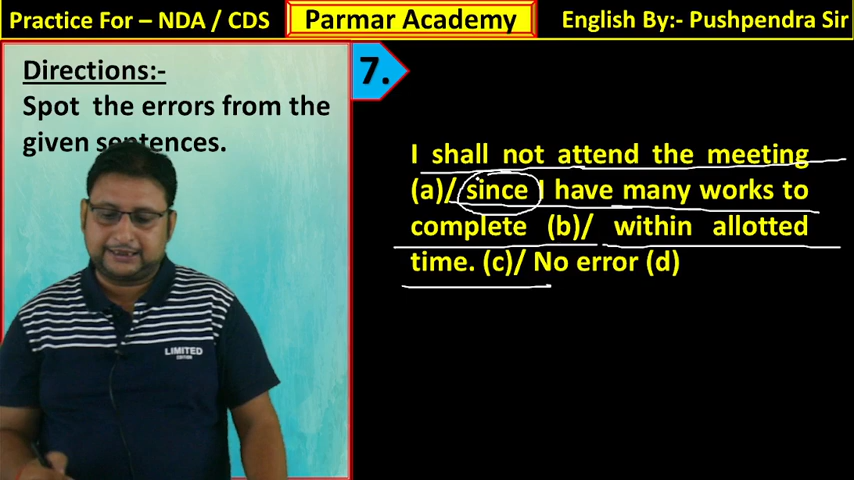 Practice For – NDA / CDS
Parmar Academy
English By:- Pushpendra Sir
Directions:-
Spot the errors from the
given sentences.
7.
I shall not attend the meeting
(a)/ since I have many works to
complete (b)/ within allotted
time. (c)/ No error (d)
LIMITED
EDITION